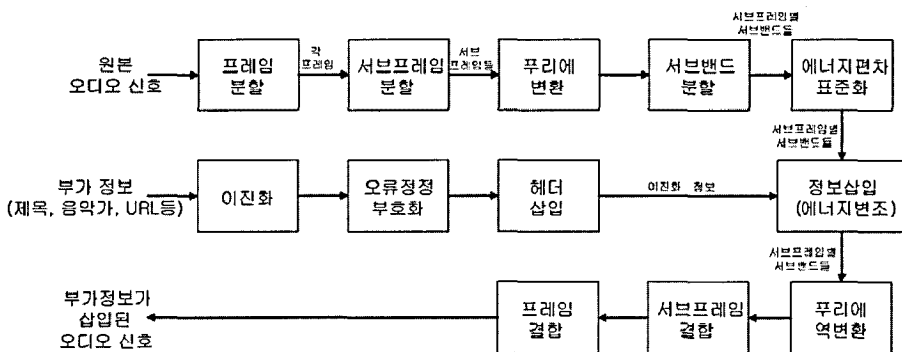 서브프레임별
서브밴드들
원본
오디오 신호
프레임
분할
각
프레임
서브프레임
분할
서브
프레임들
푸리에
변환
서브밴드
분할
에너지편차
표준화
서브프레임별
서브밴드들
부가 정보
(제목, 음악가, URL등)
이진화
오류정정
부호화
헤더
삽입
이진화 정보
정보삽입
(에너지변조)
서브프레임별
서브밴드들
부가정보가
삽입된
오디오 신호
프레임
결합
서브프레임
결합
푸리에
역변환